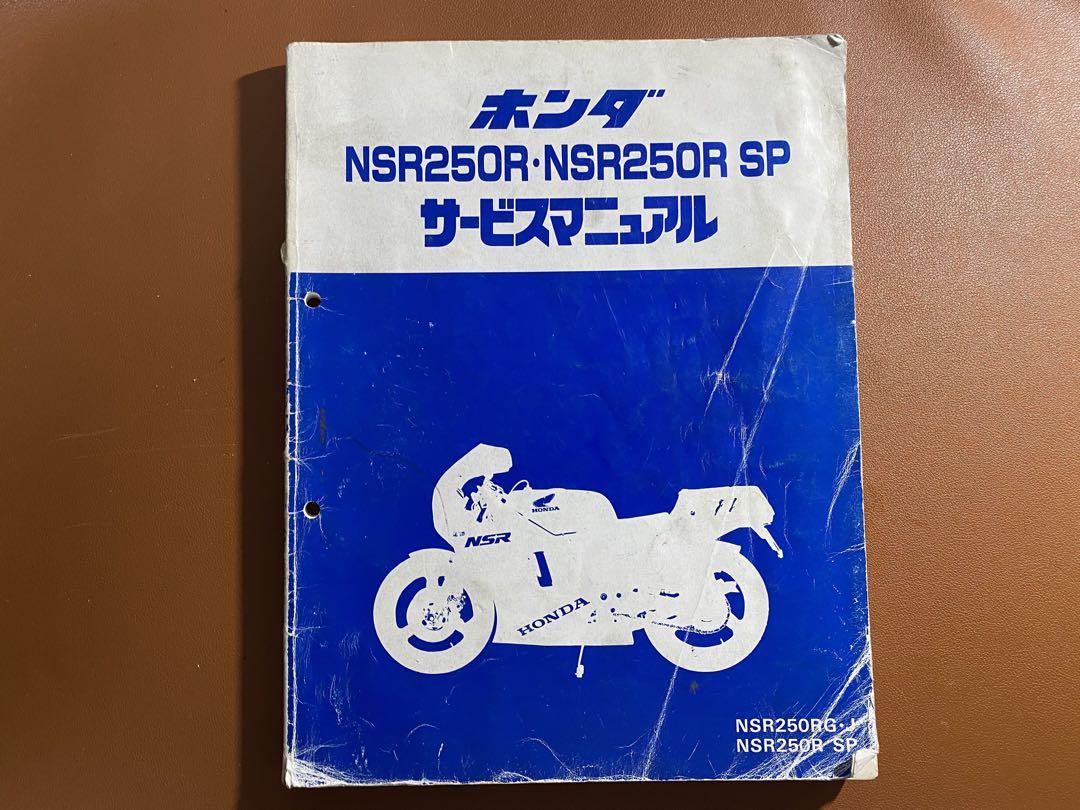 ホンダ
NSR250R・NSR250R SP
サービスマニュアル
HONDA
NSR
HONDA
NSR250RG・J
NSR250R SP